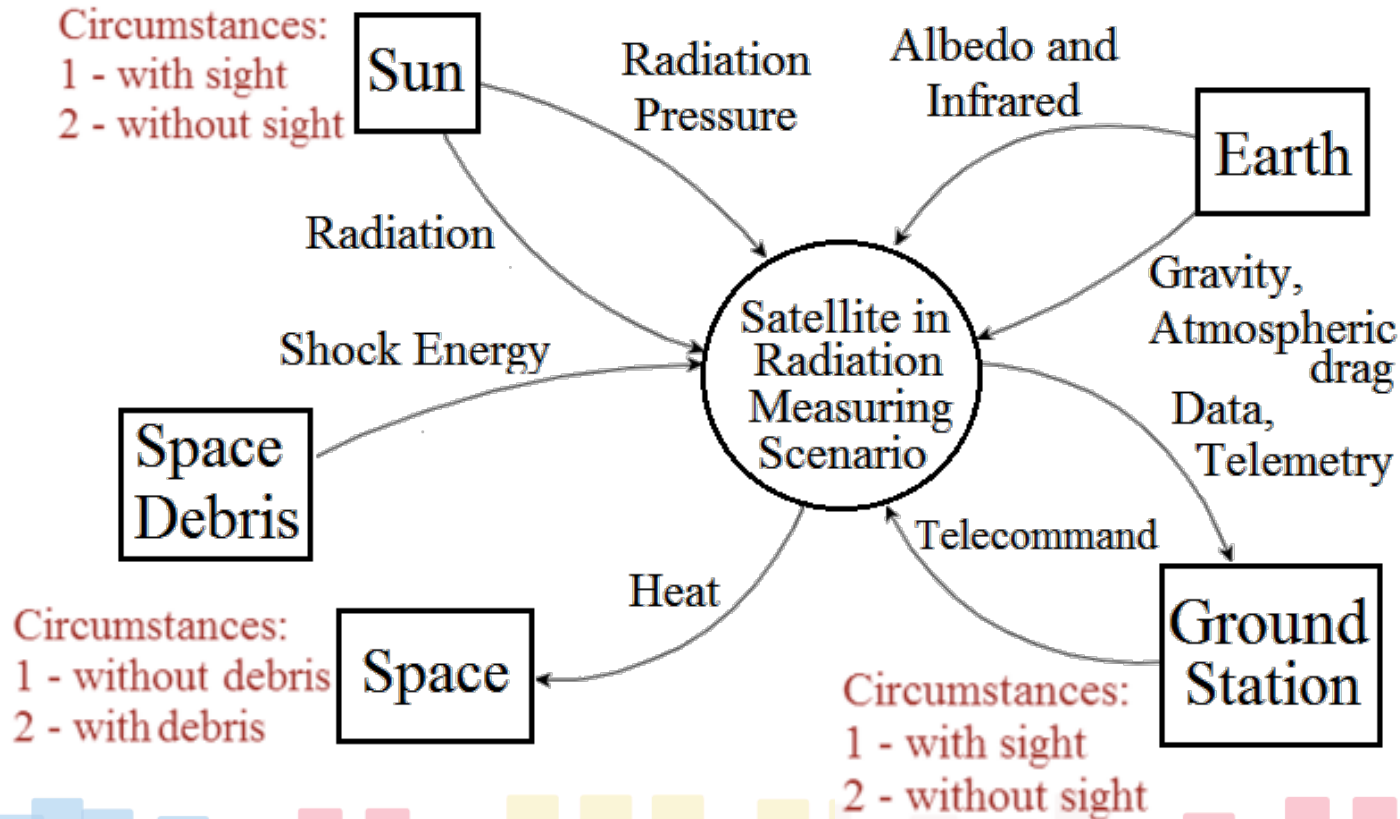 Circumstances:
1 - with sight
2 - without sight
Sun
Radiation
Pressure
Albedo and
Infrared
Earth
Radiation
Gravity,
Atmospheric
drag
Shock Energy
Satellite in
Radiation
Measuring
Scenario
Data,
Telemetry
Space
Debris
Telecommand
Heat
Ground
Station
Circumstances:
1 - without debris
2 - with debris
Space
Circumstances:
1 - with sight
2 - without sight